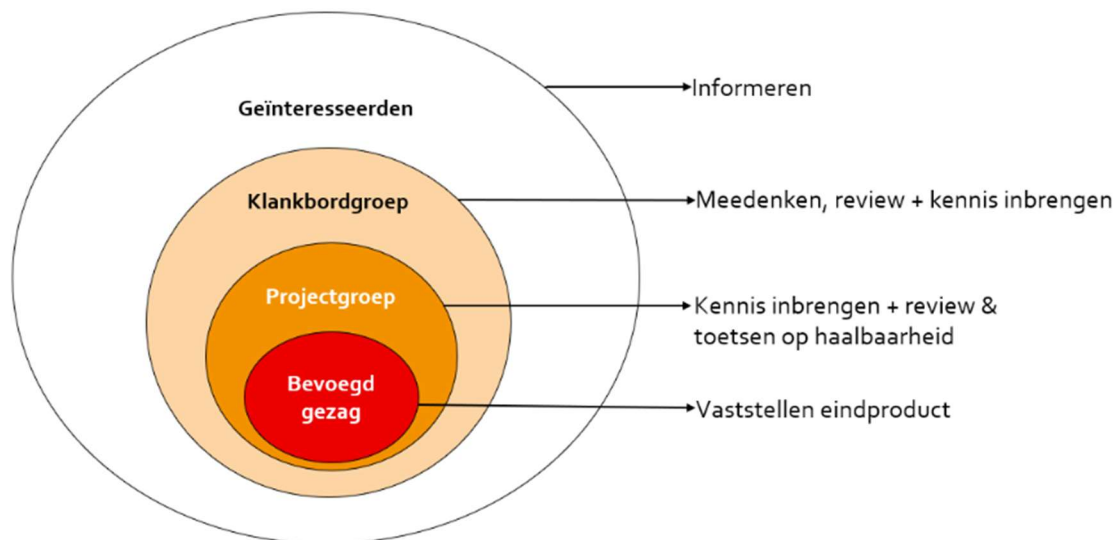 Geïnteresseerden
Informeren
Klankbordgroep
Meedenken, review + kennis inbrengen
Projectgroep
Kennis inbrengen + review &
toetsen op haalbaarheid
Bevoegd
gezag
Vaststellen eindproduct